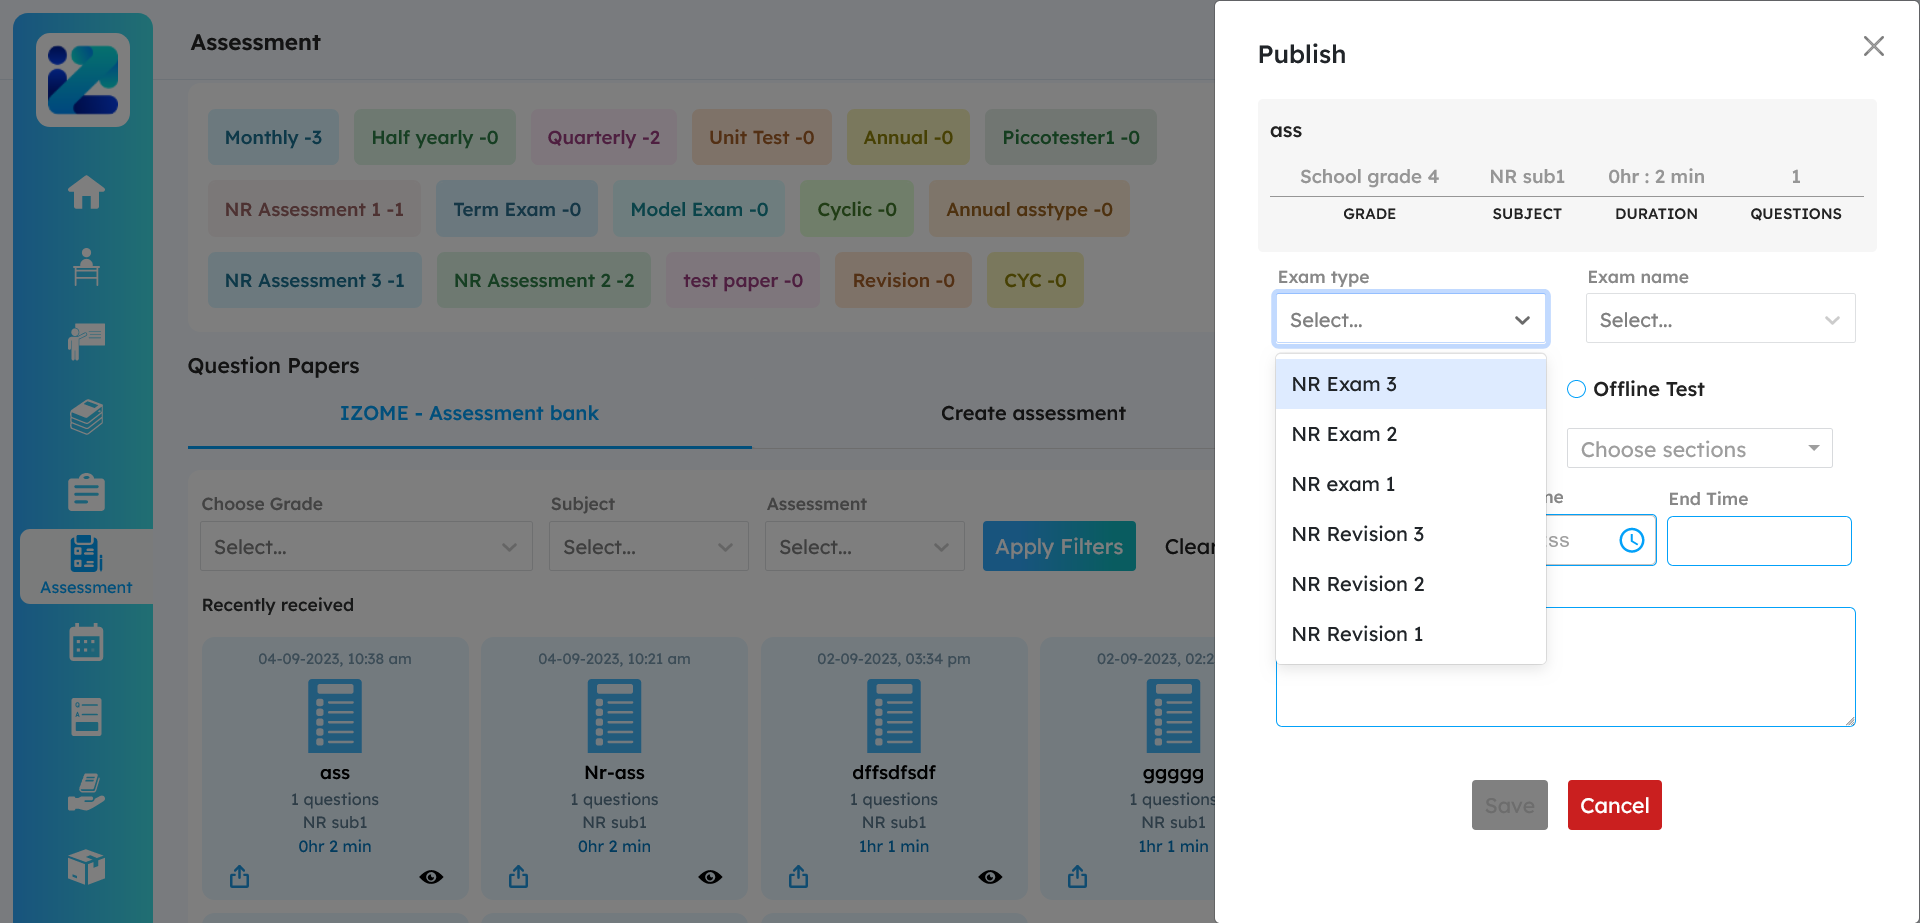 Assessment
Monthly -3
Half yearly -0
Quarterly -2
Unit Test -0
Annual -0
Piccotester1 -0
NR Assessment 1 -1
Term Exam -0
Model Exam -0
Cyclic -0
Annual asstype -0
NR Assessment 3 -1
NR Assessment 2 -2
test paper -0
Revision -0
CYC -0
Question Papers
IZOME - Assessment bank
Create assessment
Choose Grade
Subject
Assessment
Select...
Select...
Select...
Apply Filters
Clear
Assessment
Recently received
04-09-2023, 10:38 am
ass
1 questions
NR sub1
0hr 2 min
04-09-2023, 10:21 am
Nr-ass
1 questions
NR sub1
0hr 2 min
02-09-2023, 03:34 pm
dffsdfsdf
1 questions
NR sub1
1hr 1 min
02-09-2023, 02:2
ggggg
1 questions
NR sub1
1hr 1 min
Publish
ass
School grade 4
NR sub1
0hr : 2 min
1
GRADE
SUBJECT
DURATION
QUESTIONS
Exam type
Exam name
Select...
Select...
NR Exam 3
NR Exam 2
NR exam 1
NR Revision 3
NR Revision 2
NR Revision 1
Offline Test
Choose sections
ne
End Time
ss
Save
Cancel